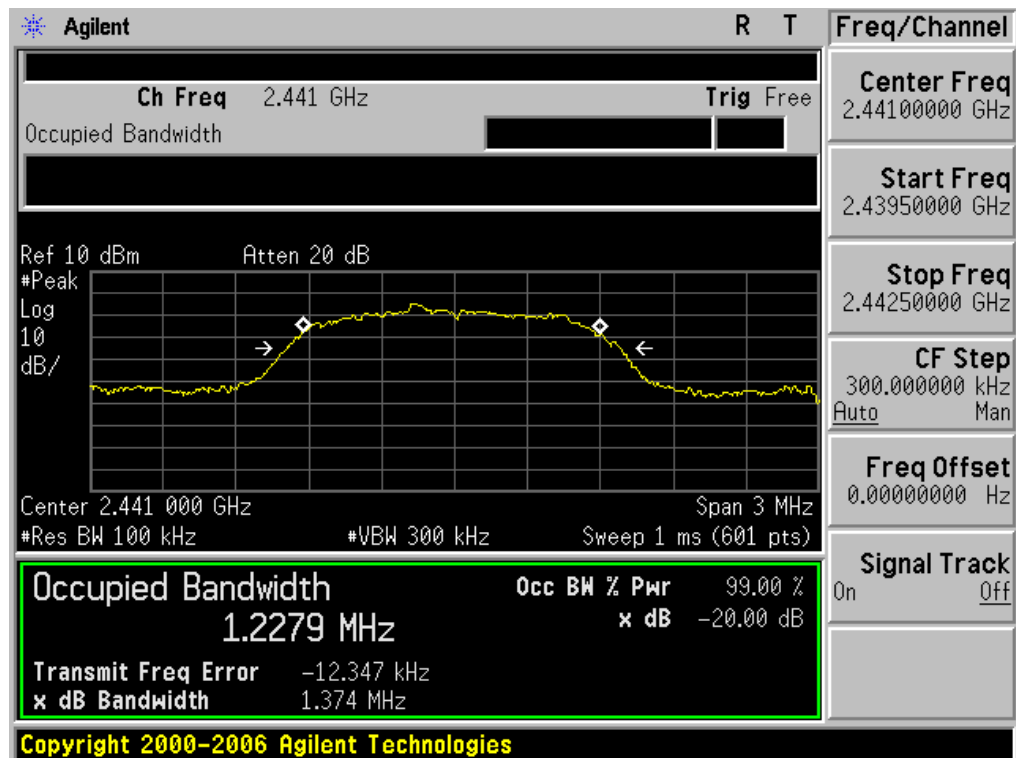 Agilent R T
Freq/Channel
Ch Freq 2.441 GHz Trig Free
Occupied Bandwidth
Center Freq
2.44100000 GHz
Start Freq
2.43950000 GHz
Stop Freq
2.44250000 GHz
CF Step
300.000000 kHz
Auto Man
Freq Offset
0.00000000 Hz
Signal Track
On Off
Ref 10 dBm Atten 20 dB
#Peak
Log
10
dB/
Center 2.441 000 GHz Span 3 MHz
#Res BW 100 kHz #VBW 300 kHz Sweep 1 ms (601 pts)
Occupied Bandwidth
1.2279 MHz
Occ BW % Pwr 99.00 %
x dB -20.00 dB
Transmit Freq Error -12.347 kHz
x dB Bandwidth 1.374 MHz
Copyright 2000-2006 Agilent Technologies